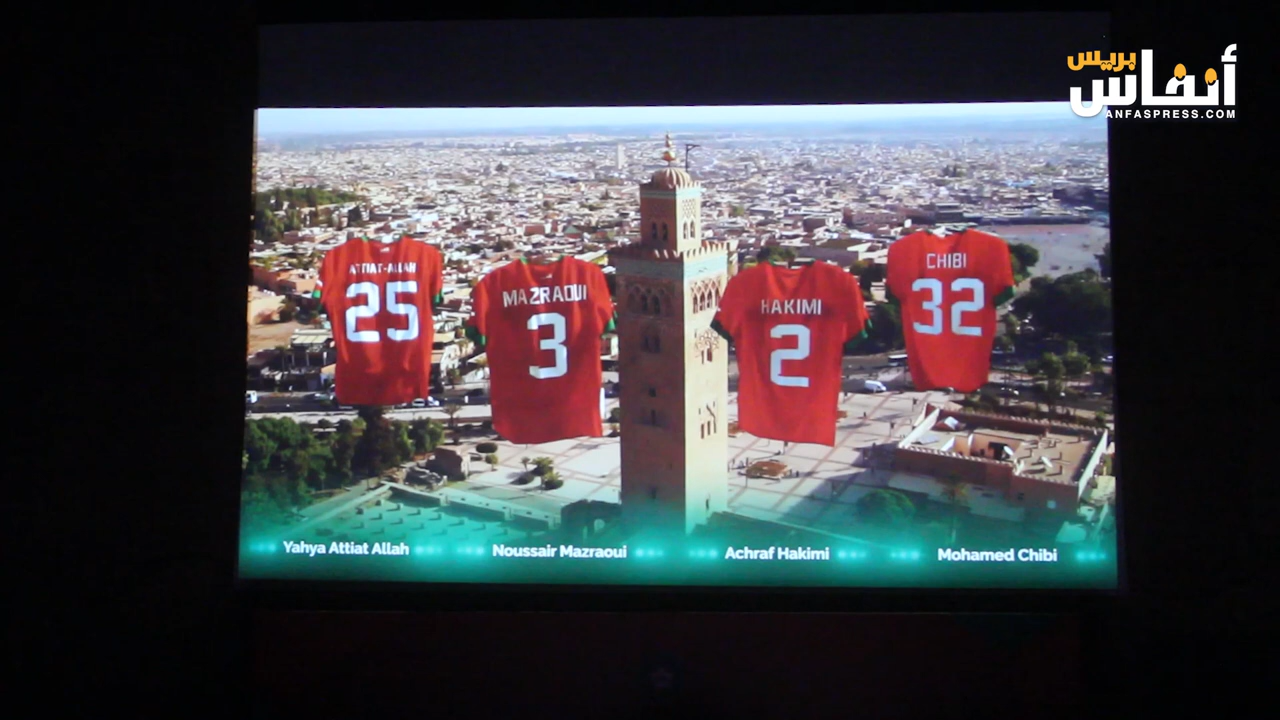 أنفاس بريس
ANFASPRESS.COM
ATTIAT-ALLAH
25
MAZRAOUI
3
HAKIMI
2
CHIBI
32
Yahya Attiat Allah
Noussair Mazraoui
Achraf Hakimi
Mohamed Chibi